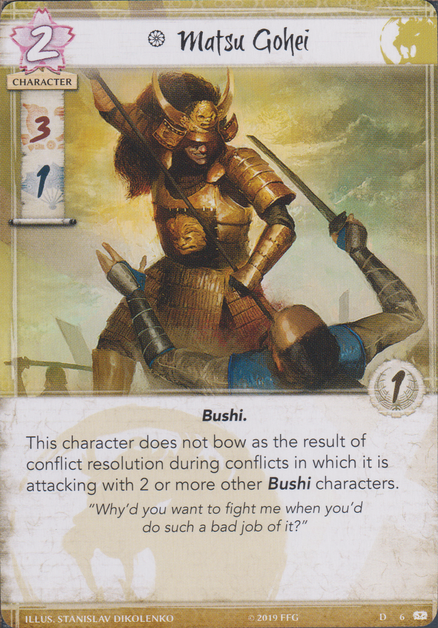 2
Matsu Gohei
CHARACTER
3
1
1
Bushi.
This character does not bow as the result of
conflict resolution during conflicts in which it is
attacking with 2 or more other Bushi characters.
“Why’d you want to fight me when you’d
do such a bad job of it?”
ILLUS. STANISLAV DIKOLENKO © 2019 FFG D 6